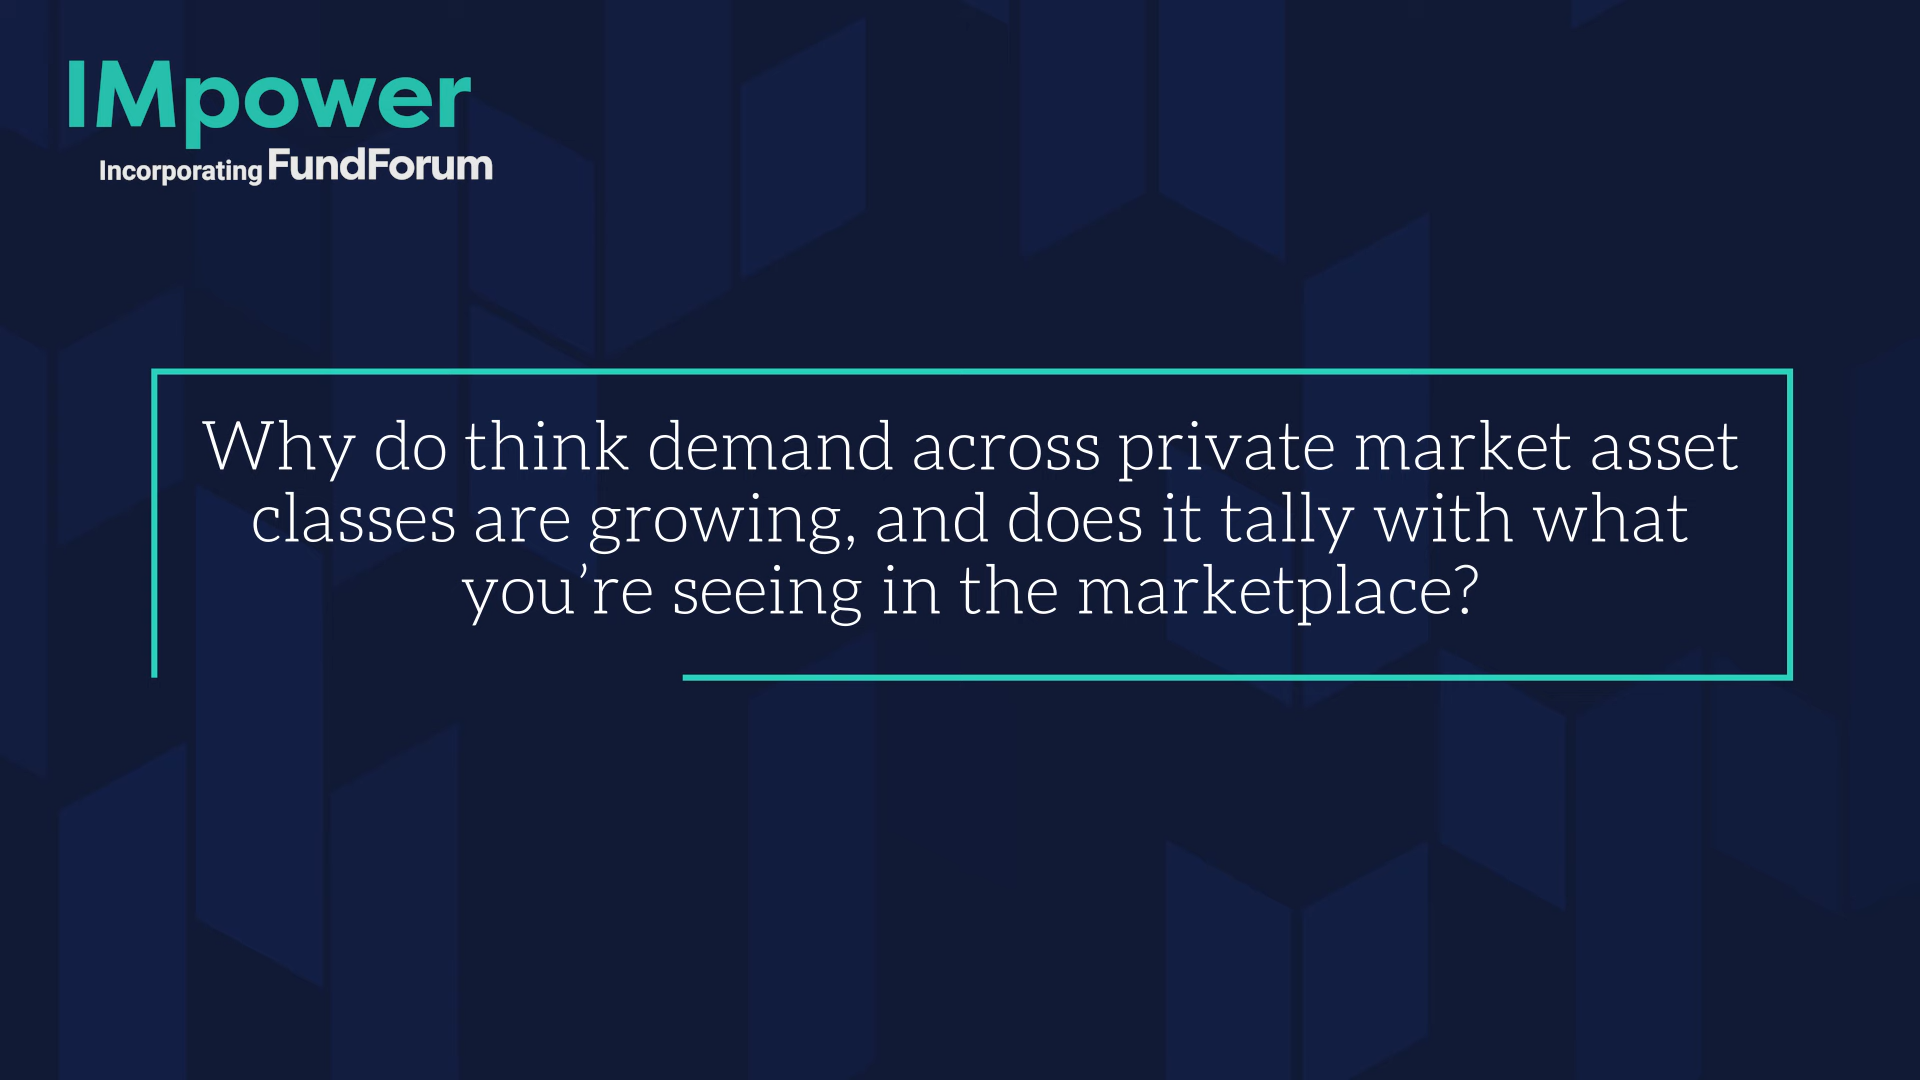 IMpower
Incorporating FundForum
Why do think demand across private market asset
classes are growing, and does it tally with what
you’re seeing in the marketplace?